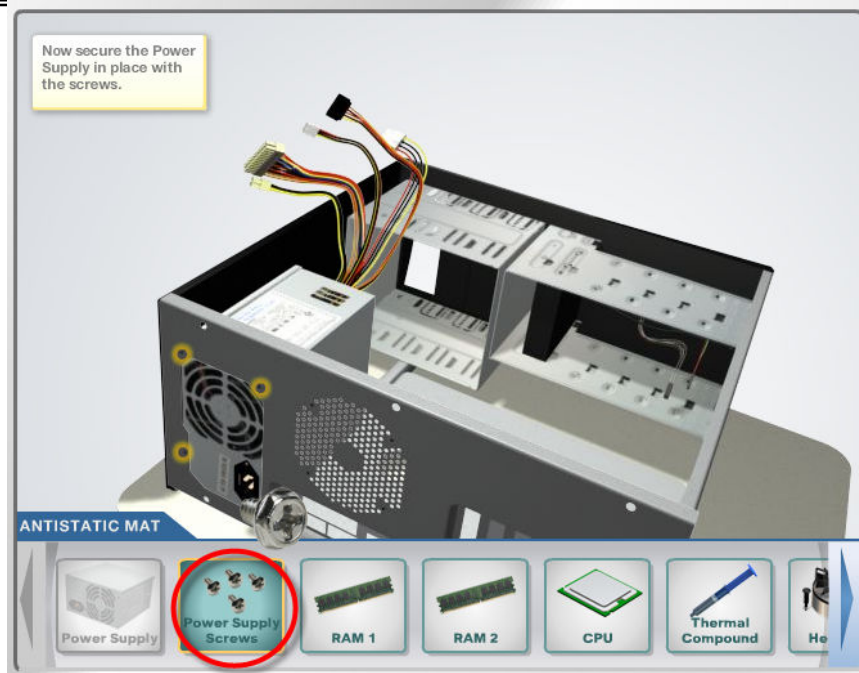 Now secure the Power
Supply in place with
the screws.
ANTISTATIC MAT
Power Supply
Power Supply
Screws
RAM 1
RAM 2
CPU
Thermal
Compound
He